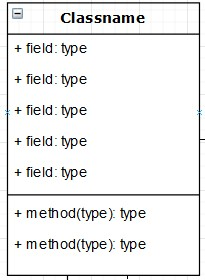 Classname
+ field: type
+ field: type
+ field: type
+ field: type
+ field: type
+ method(type): type
+ method(type): type